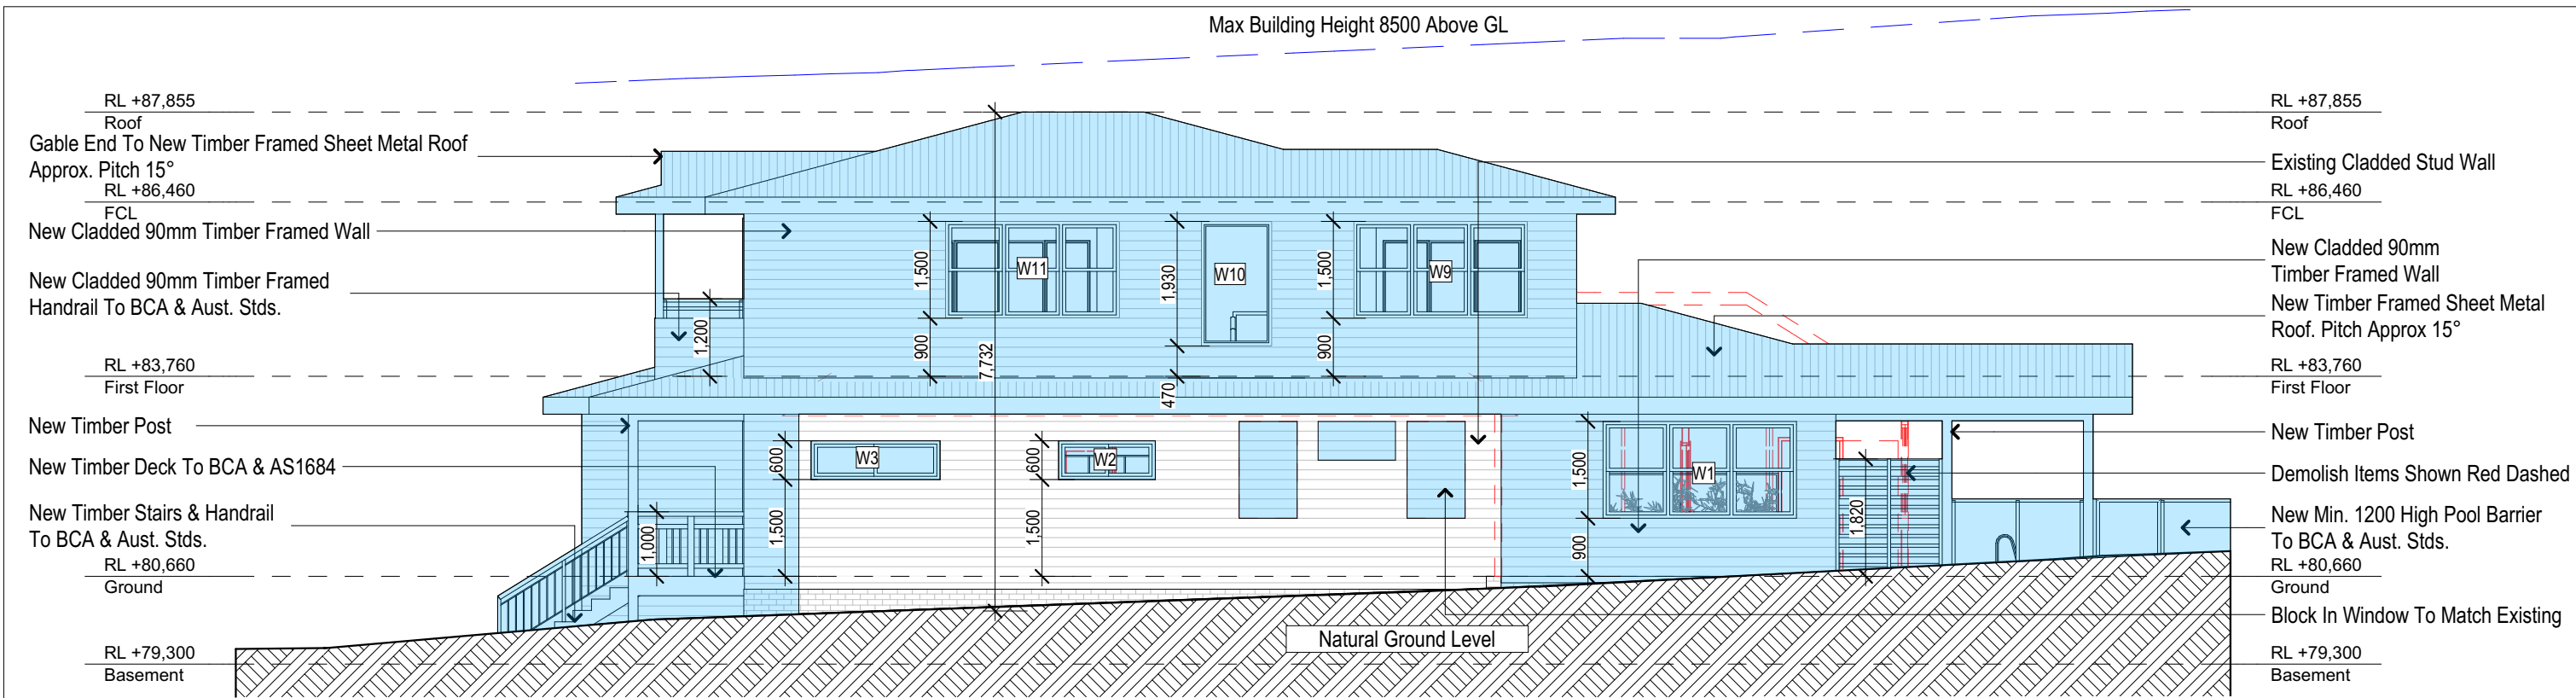 Max Building Height 8500 Above GL
RL +87,855
Roof
Gable End To New Timber Framed Sheet Metal Roof
Approx. Pitch 15°
RL +86,460
FCL
New Cladded 90mm Timber Framed Wall
New Cladded 90mm Timber Framed
Handrail To BCA & Aust. Stds.
RL +83,760
First Floor
New Timber Post
New Timber Deck To BCA & AS1684
New Timber Stairs & Handrail
To BCA & Aust. Stds.
RL +80,660
Ground
RL +79,300
Basement
1,200
1,500
900
W11
7,732
1,930
470
W10
1,500
900
W9
1,000
600
1,500
W3
600
1,500
W2
1,500
900
W1
1,820
Natural Ground Level
RL +87,855
Roof
Existing Cladded Stud Wall
RL +86,460
FCL
New Cladded 90mm
Timber Framed Wall
New Timber Framed Sheet Metal
Roof. Pitch Approx 15°
RL +83,760
First Floor
New Timber Post
Demolish Items Shown Red Dashed
New Min. 1200 High Pool Barrier
To BCA & Aust. Stds.
RL +80,660
Ground
Block In Window To Match Existing
RL +79,300
Basement